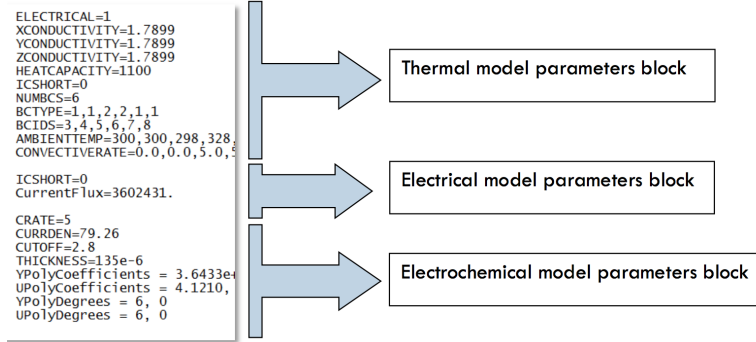 ELECTRICAL=1
XCONDUCTIVITY=1.7899
YCONDUCTIVITY=1.7899
ZCONDUCTIVITY=1.7899
HEATCAPACITY=1100
ICSHORT=0
NUMBCS=6
BCTYPE=1,1,2,2,1,1
BCIDS=3,4,5,6,7,8
AMBIENTTEMP=300,300,298,328,
CONVECTIVERATE=0.0,0.0,5.0,5
Thermal model parameters block
ICSHORT=0
CurrentFlux=3602431.
Electrical model parameters block
CRATE=5
CURRDEN=79.26
CUTOFF=2.8
THICKNESS=135e-6
YPolyCoefficients = 3.6433e+
UPolyCoefficients = 4.1210,
YPolyDegrees = 6, 0
UPolyDegrees = 6, 0
Electrochemical model parameters block